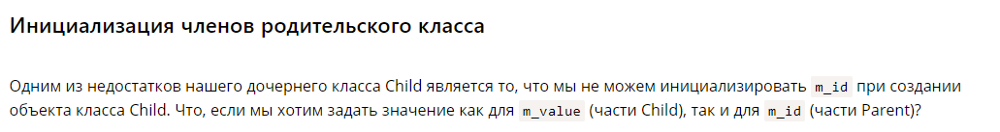 Инициализация членов родительского класса
Одним из недостатков нашего дочернего класса Child является то, что мы не можем инициализировать m_id при создании
объекта класса Child. Что, если мы хотим задать значение как для m_value (части Child), так и для m_id (части Parent)?